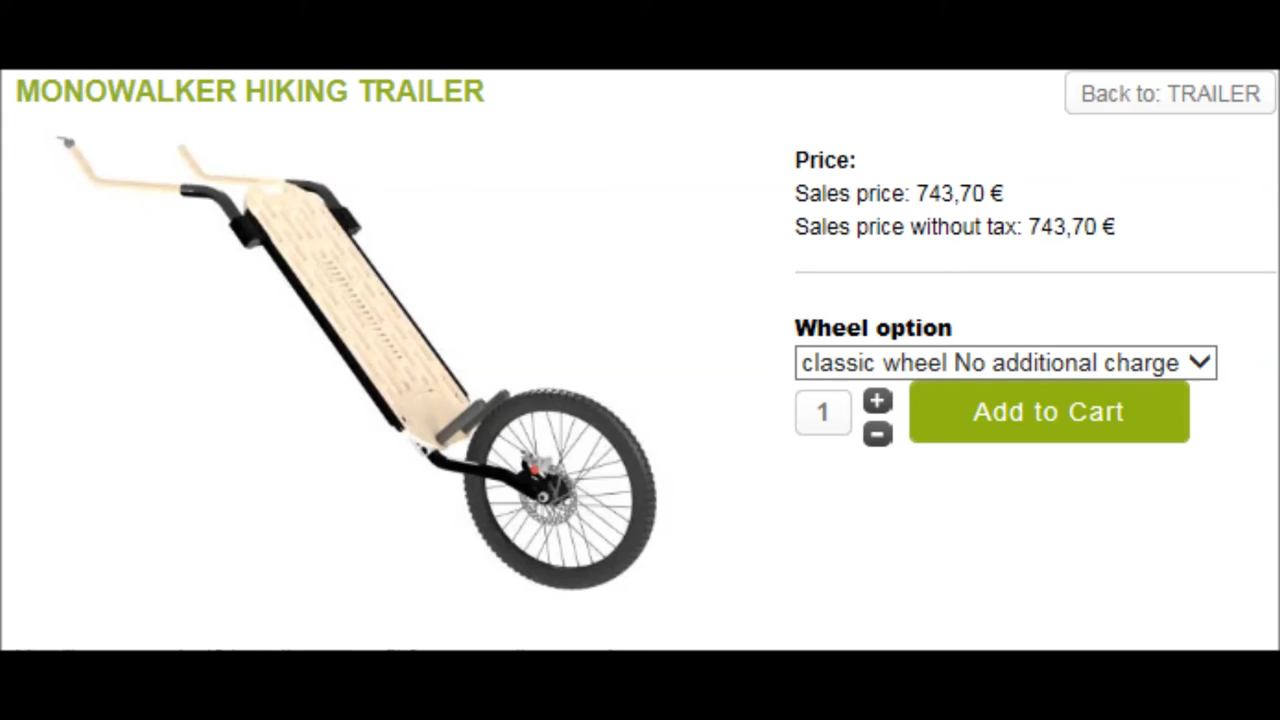 MONOWALKER HIKING TRAILER
Back to: TRAILER
Price:
Sales price: 743,70 €
Sales price without tax: 743,70 €
Wheel option
classic wheel No additional charge
1
+
-
Add to Cart